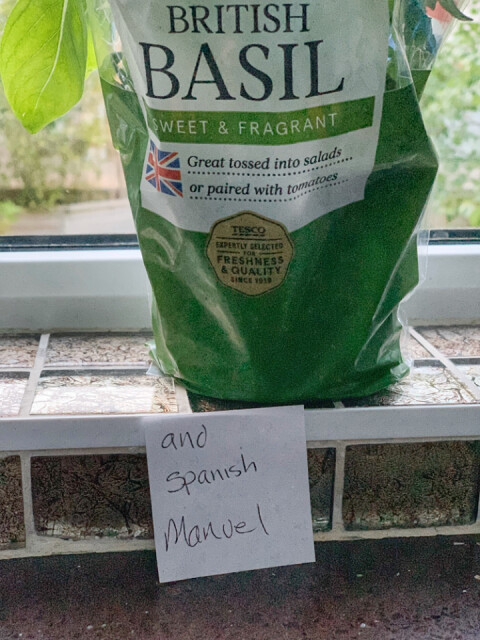 BRITISH
BASIL
SWEET & FRAGRANT
Great tossed into salads
or paired with tomatoes
TESCO
EXPERTLY SELECTED
FOR
FRESHNESS
& QUALITY
SINCE 1919
and
Spanish
Manuel